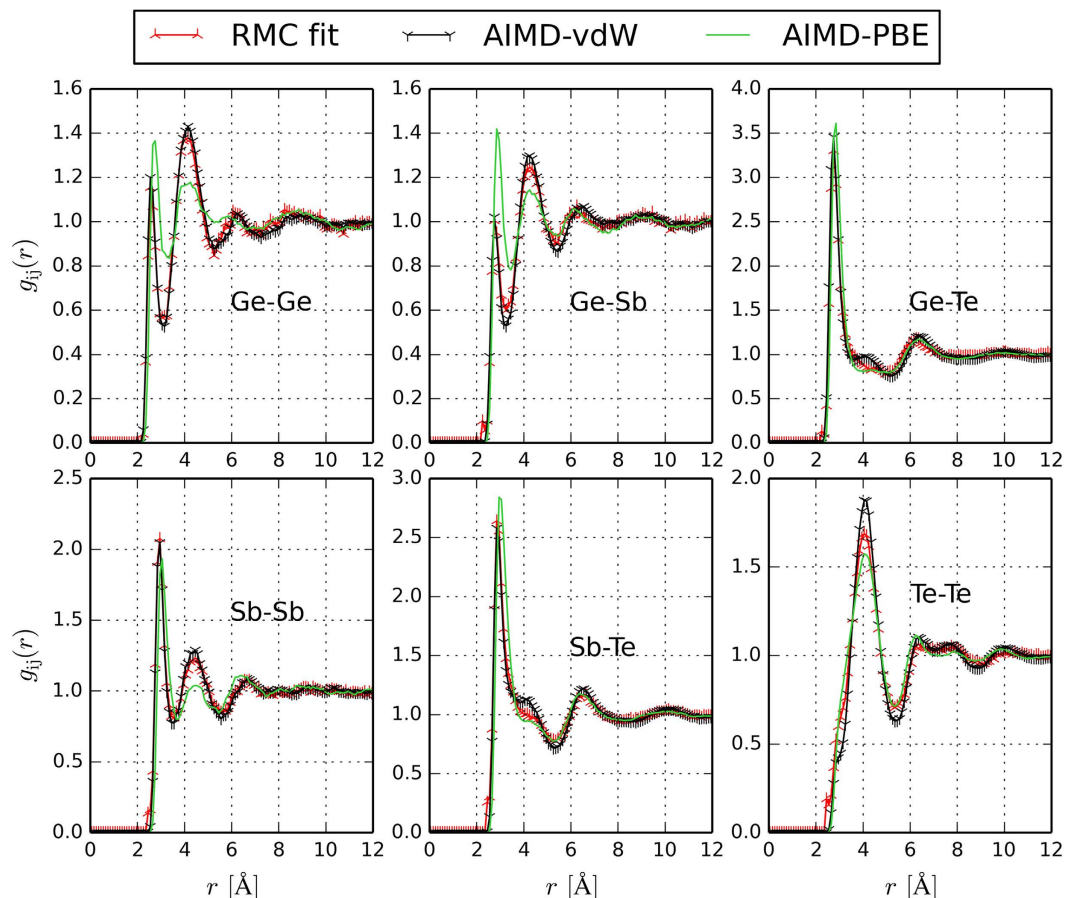 RMC fit AIMD-vdW AIMD-PBE
1.6 1.6 4.0
1.4 1.4 3.5
1.2 1.2 3.0
1.0 1.0 2.5
0.8 0.8 2.0
0.6 0.6 1.5
0.4 0.4 1.0
0.2 0.2 0.5
0.0 0.0 0.0
g_ij(r)
Ge-Ge Ge-Sb Ge-Te
0 2 4 6 8 10 12 0 2 4 6 8 10 12 0 2 4 6 8 10 12
2.5 3.0 2.0
2.0 2.5 1.5
1.5 2.0 1.0
1.0 1.5 0.5
0.5 1.0 0.0
0.0 0.5
0.0
g_ij(r)
Sb-Sb Sb-Te Te-Te
0 2 4 6 8 10 12 0 2 4 6 8 10 12 0 2 4 6 8 10 12
r [Å] r [Å] r [Å]